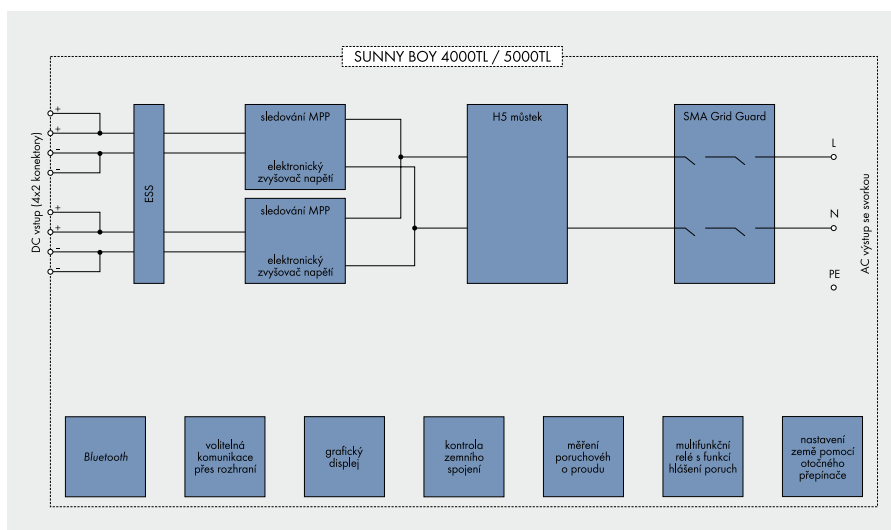 SUNNY BOY 4000TL / 5000TL
DC vstup (4x2 konektory)
+
+
-
-
+
+
-
-
ESS
sledování MPP
elektronický
zvyšovač napětí
sledování MPP
elektronický
zvyšovač napětí
H5 můstek
SMA Grid Guard
L
N
PE
AC výstup se svorkou
Bluetooth
volitelná
komunikace
přes rozhraní
grafický
displej
kontrola
zemního
spojení
měření
poruchovéh
o proudu
multifunkční
relé s funkcí
hlášení poruch
nastavení
země pomocí
otočného
přepínače